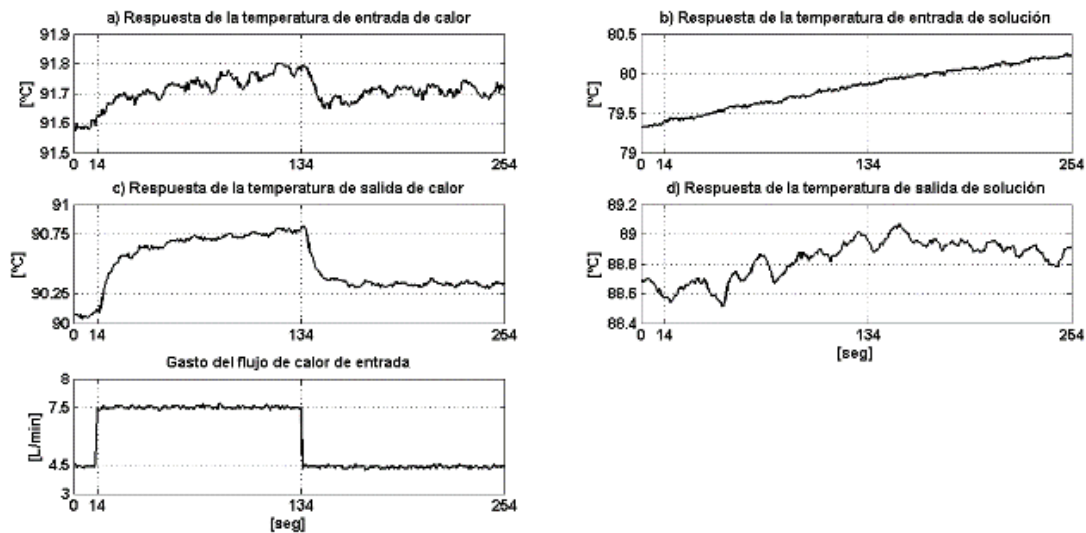 a) Respuesta de la temperatura de entrada de calor
91.9
91.8
91.7
91.6
91.5
[ºC]
0 14 134 254
b) Respuesta de la temperatura de entrada de solución
80.5
80
79.5
79
[ºC]
0 14 134 254
c) Respuesta de la temperatura de salida de calor
91
90.75
90.25
90
[ºC]
0 14 134 254
d) Respuesta de la temperatura de salida de solución
89.2
89
88.8
88.6
88.4
[ºC]
0 14 134 254
[seg]
Gasto del flujo de calor de entrada
8
7.5
4.5
3
[L/min]
0 14 134 254
[seg]